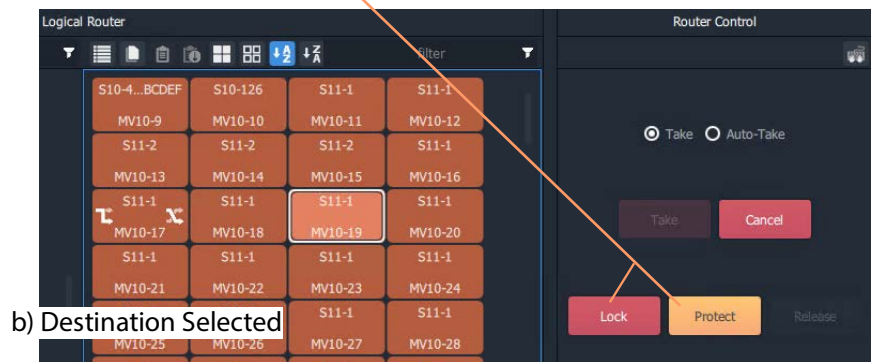 Logical Router
Router Control
filter
S10-4...BCDEF S10-126 S11-1 S11-1
MV10-9 MV10-10 MV10-11 MV10-12
S11-2 S11-2 S11-2 S11-1
MV10-13 MV10-14 MV10-15 MV10-16
S11-1 S11-1 S11-1 S11-1
MV10-17 MV10-18 MV10-19 MV10-20
S11-1 S11-1 S11-1 S11-1
MV10-21 MV10-22 MV10-23 MV10-24
S11-1 S11-1
MV10-25 MV10-26 MV10-27 MV10-28
Take Auto-Take
Take Cancel
Lock Protect Release
b) Destination Selected